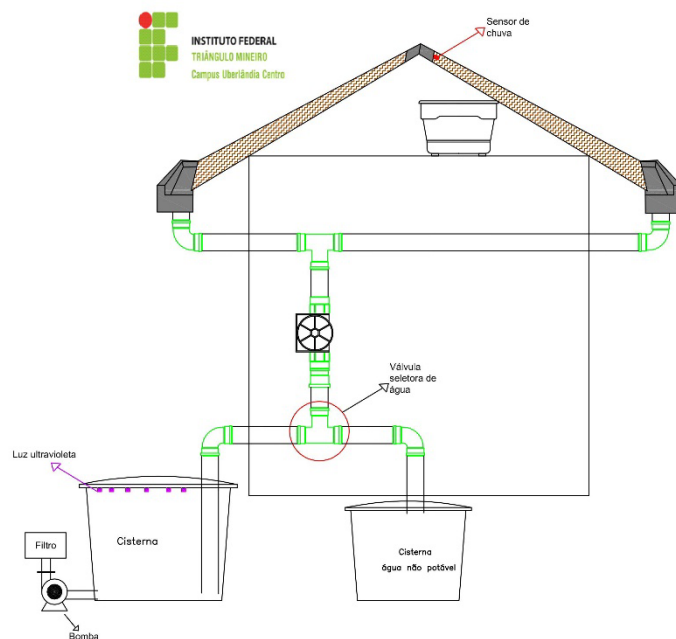 INSTITUTO FEDERAL
TRIÂNGULO MINEIRO
Campus Uberlândia Centro
Sensor de
chuva
Válvula
seletora de
água
Luz ultravioleta
Cisterna
Filtro
Bomba
Cisterna
água não potável